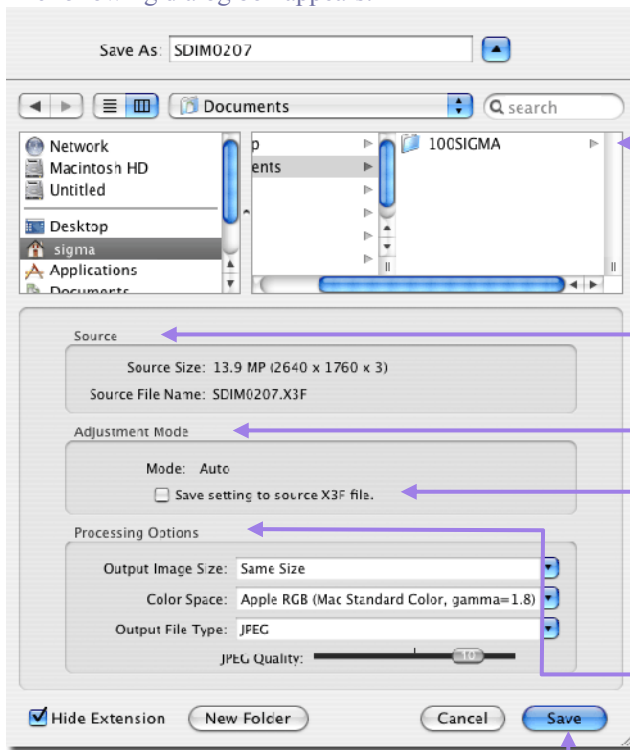 Save As: SDIM0207
Documents
search
Network
Macintosh HD
Untitled
Desktop
sigma
Applications
Documents
p
ents
100SIGMA
Source
Source Size: 13.9 MP (2640 x 1760 x 3)
Source File Name: SDIM0207.X3F
Adjustment Mode
Mode: Auto
Save setting to source X3F file.
Processing Options
Output Image Size: Same Size
Color Space: Apple RGB (Mac Standard Color, gamma=1.8)
Output File Type: JPEG
JPEG Quality: 10
Hide Extension New Folder Cancel Save